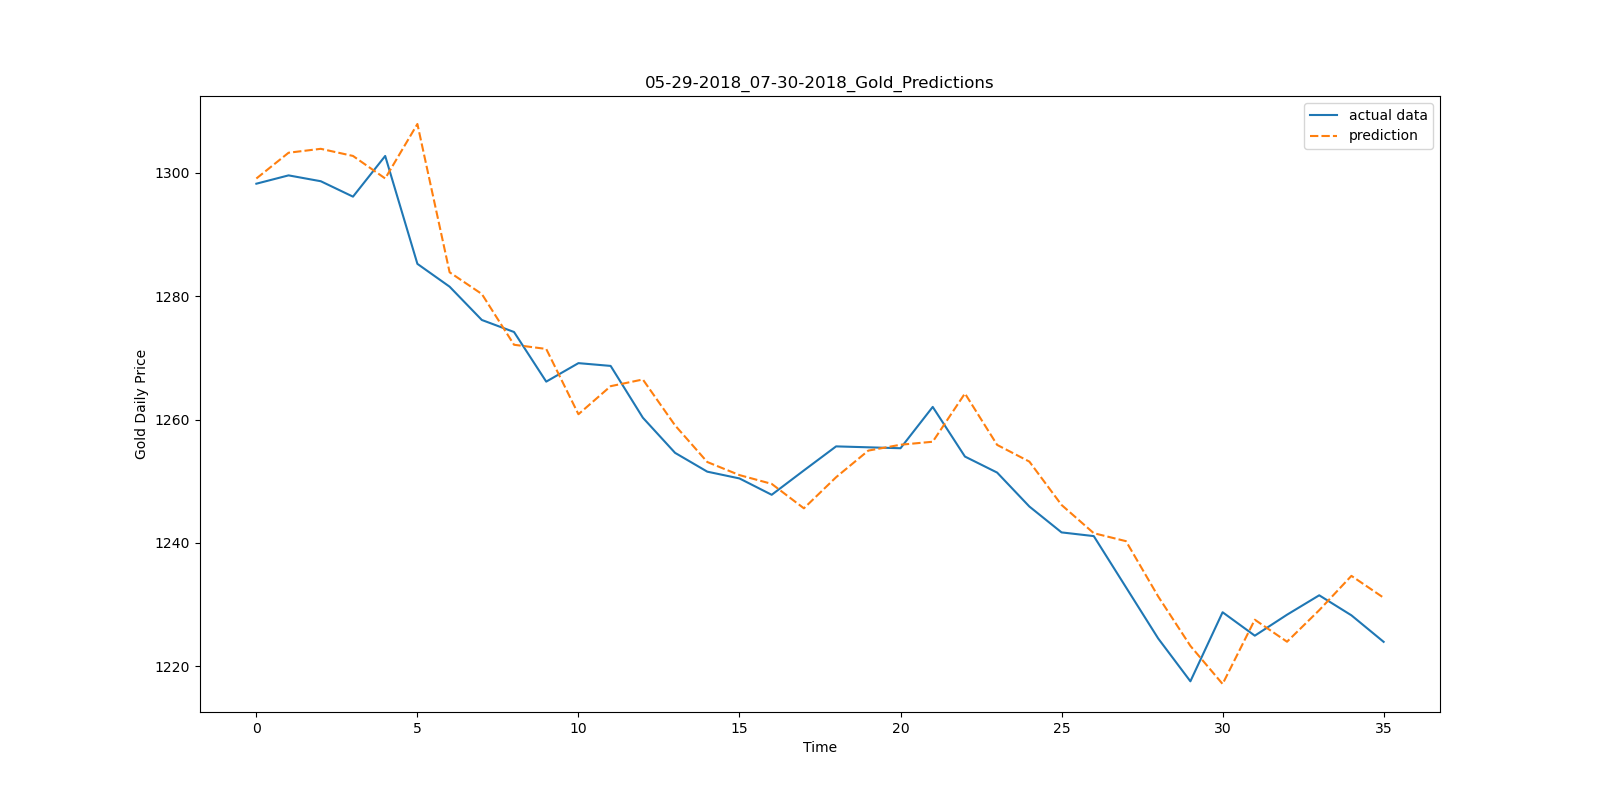 05-29-2018_07-30-2018_Gold_Predictions
actual data
prediction
Gold Daily Price
1300
1280
1260
1240
1220
0 5 10 15 20 25 30 35
Time